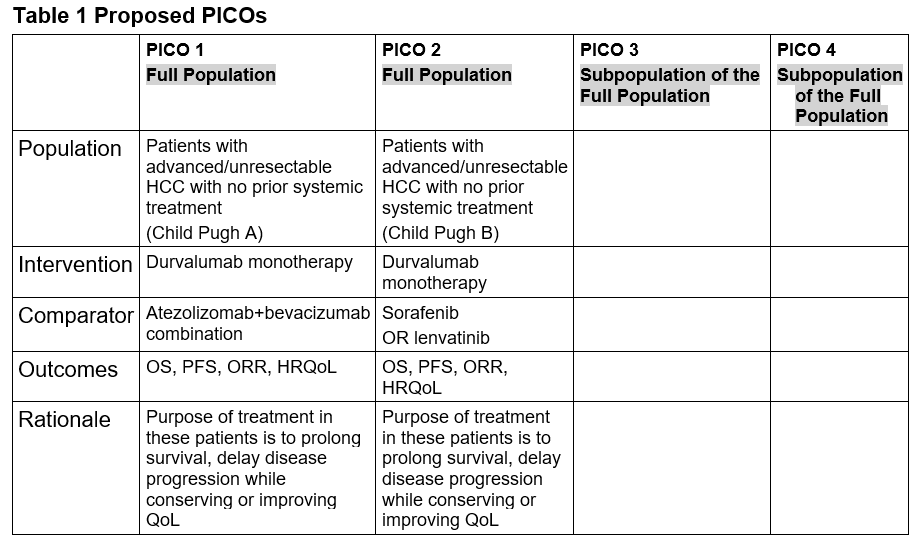 Table 1 Proposed PICOs
PICO 1
Full Population
PICO 2
Full Population
PICO 3
Subpopulation of the
Full Population
PICO 4
Subpopulation
of the Full
Population
Population
Patients with
advanced/unresectable
HCC with no prior systemic
treatment
(Child Pugh A)
Patients with
advanced/unresectable
HCC with no prior
systemic treatment
(Child Pugh B)
Intervention
Durvalumab monotherapy
Durvalumab
monotherapy
Comparator
Atezolizomab+bevacizumab
combination
Sorafenib
OR lenvatinib
Outcomes
OS, PFS, ORR, HRQoL
OS, PFS, ORR,
HRQoL
Rationale
Purpose of treatment in
these patients is to prolong
survival, delay disease
progression while
conserving or improving
QoL
Purpose of treatment
in these patients is to
prolong survival, delay
disease progression
while conserving or
improving QoL